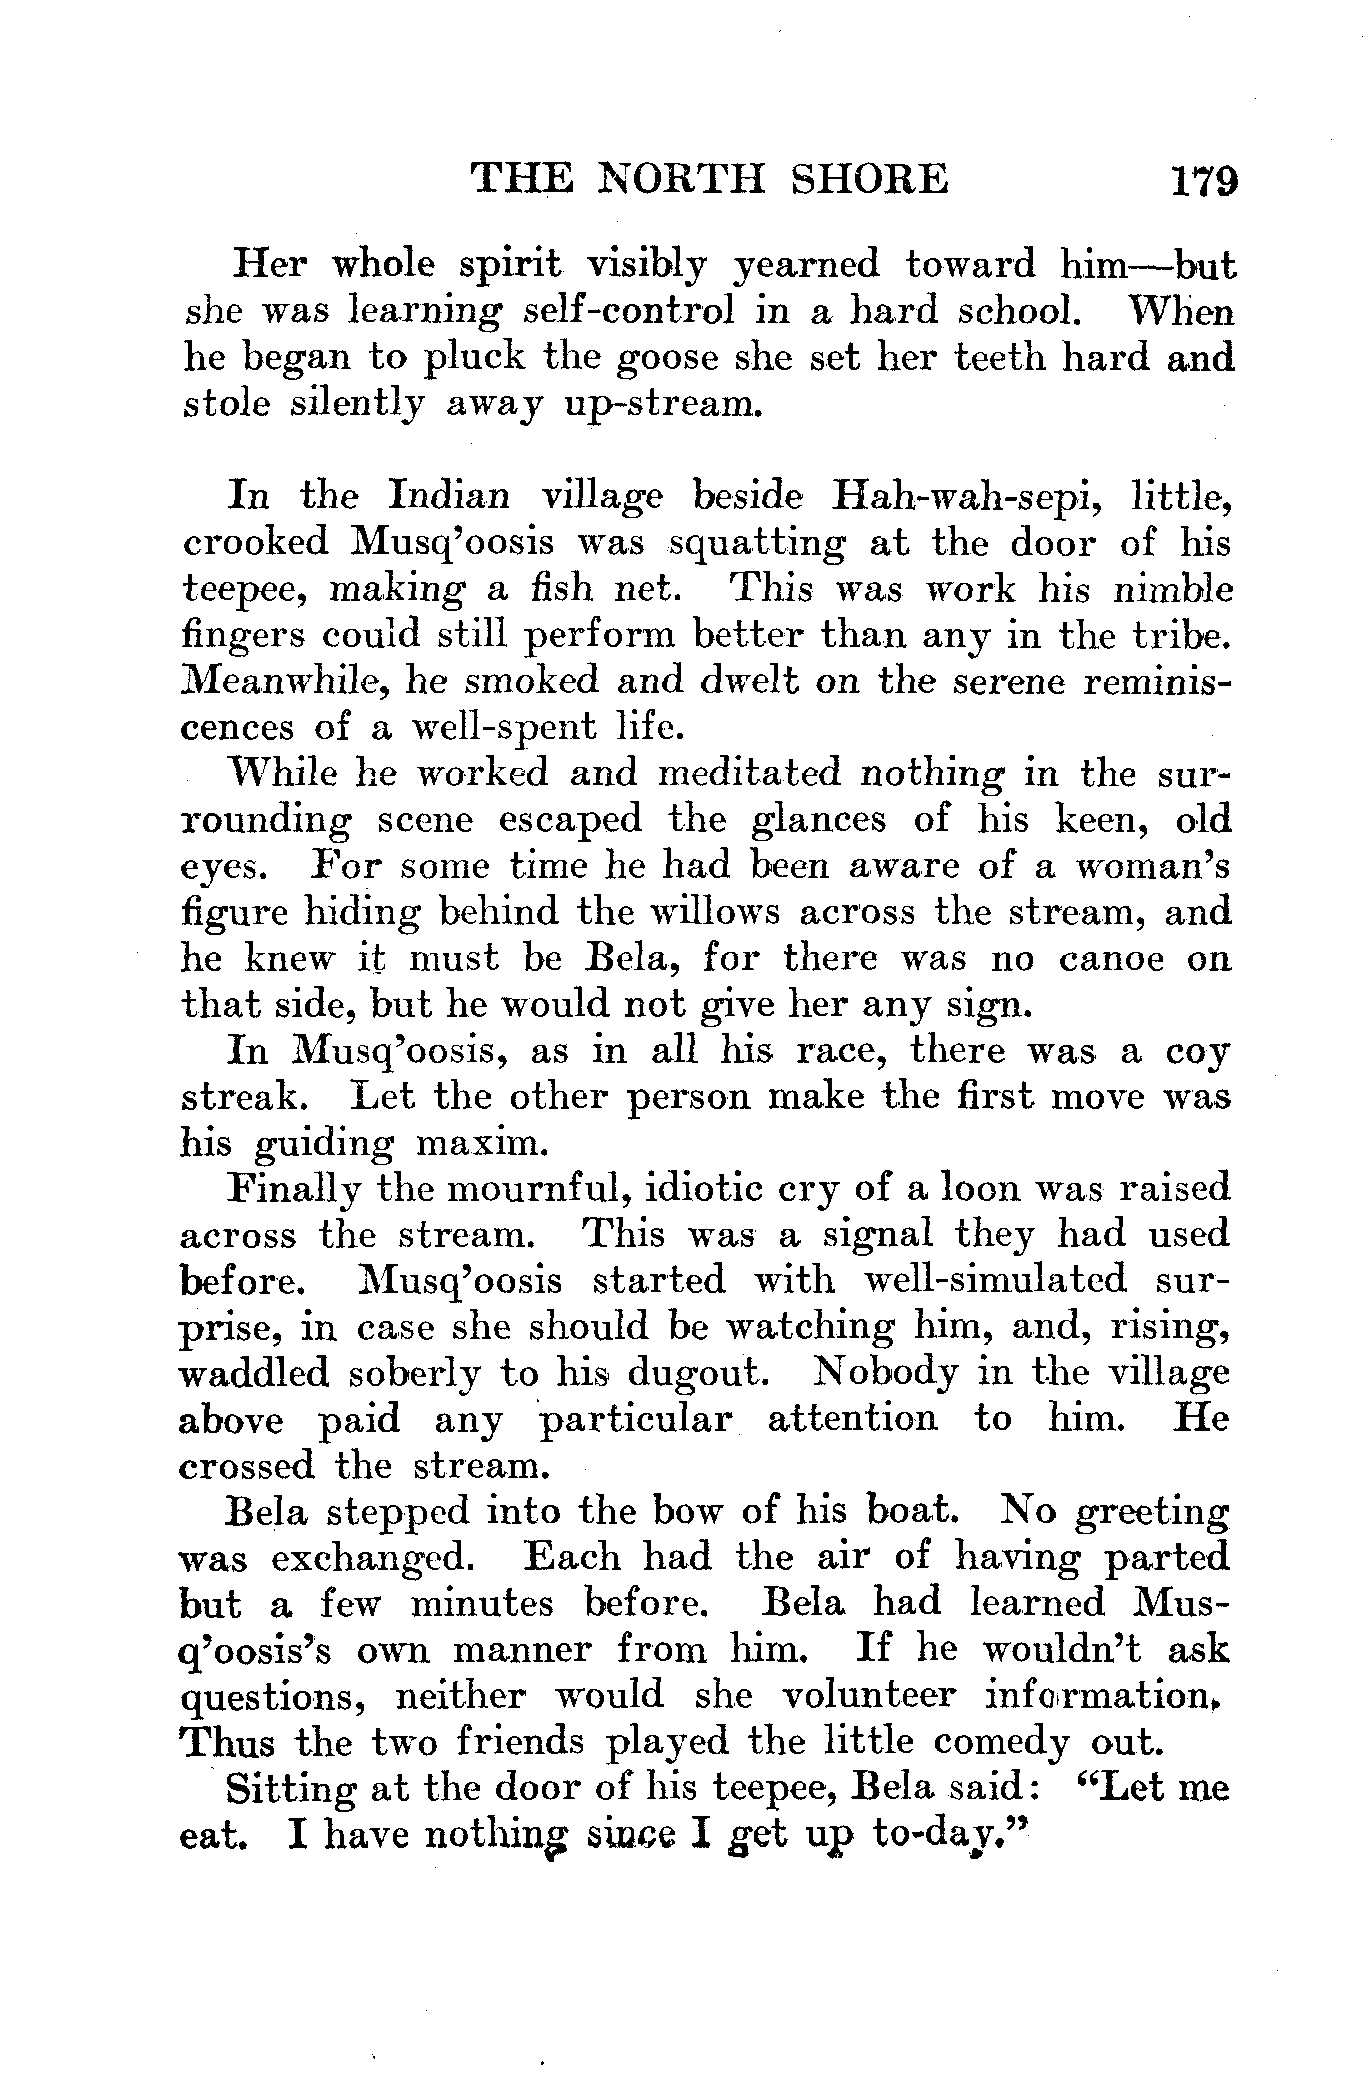 THE NORTH SHORE 179
Her whole spirit visibly yearned toward him—but
she was learning self-control in a hard school. When
he began to pluck the goose she set her teeth hard and
stole silently away up-stream.
In the Indian village beside Hah-wah-sepi, little,
crooked Musq’oosis was squatting at the door of his
teepee, making a fish net. This was work his nimble
fingers could still perform better than any in the tribe.
Meanwhile, he smoked and dwelt on the serene reminis-
cences of a well-spent life.
While he worked and meditated nothing in the sur-
rounding scene escaped the glances of his keen, old
eyes. For some time he had been aware of a woman’s
figure hiding behind the willows across the stream, and
he knew it must be Bela, for there was no canoe on
that side, but he would not give her any sign.
In Musq’oosis, as in all his race, there was a coy
streak. Let the other person make the first move was
his guiding maxim.
Finally the mournful, idiotic cry of a loon was raised
across the stream. This was a signal they had used
before. Musq’oosis started with well-simulated sur-
prise, in case she should be watching him, and, rising,
waddled soberly to his dugout. Nobody in the village
above paid any particular attention to him. He
crossed the stream.
Bela stepped into the bow of his boat. No greeting
was exchanged. Each had the air of having parted
but a few minutes before. Bela had learned Mus-
q’oosis’s own manner from him. If he wouldn’t ask
questions, neither would she volunteer information.
Thus the two friends played the little comedy out.
Sitting at the door of his teepee, Bela said: “Let me
eat. I have nothing since I get up to-day.”